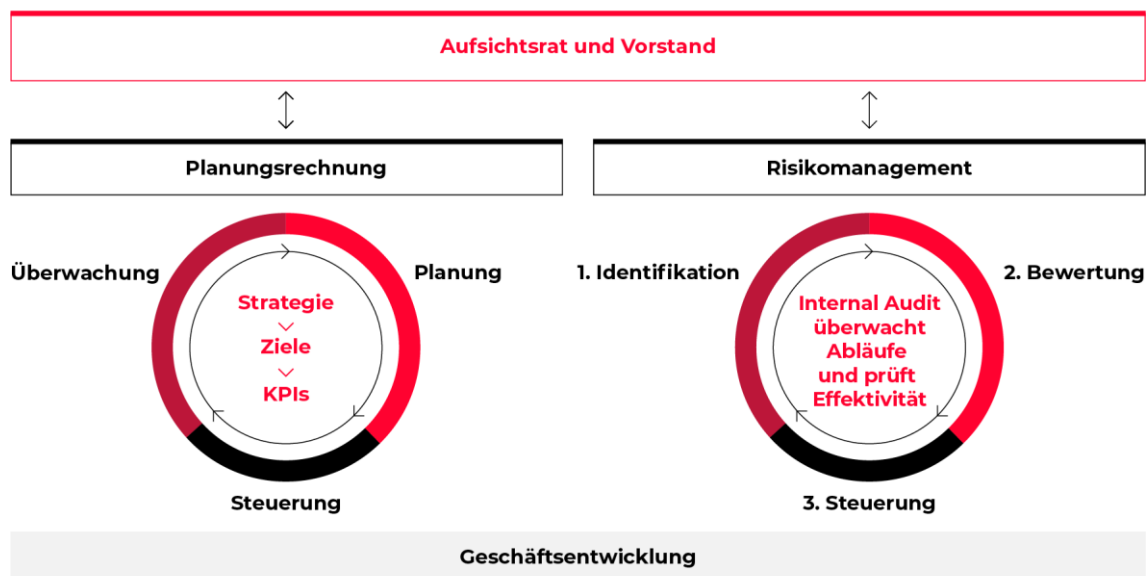 Aufsichtsrat und Vorstand
Planungsrechnung
Risikomanagement
Überwachung
Planung
Strategie
Ziele
KPIs
Steuerung
1. Identifikation
2. Bewertung
Internal Audit
überwacht
Abläufe
und prüft
Effektivität
3. Steuerung
Geschäftsentwicklung